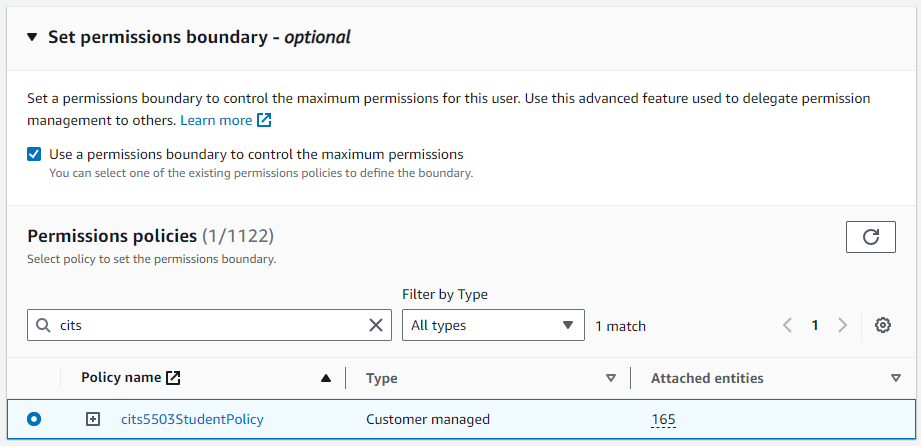 Set permissions boundary - optional
Set a permissions boundary to control the maximum permissions for this user. Use this advanced feature used to delegate permission
management to others. Learn more
Use a permissions boundary to control the maximum permissions
You can select one of the existing permissions policies to define the boundary.
Permissions policies (1/1122)
Select policy to set the permissions boundary.
Filter by Type
cits
All types
1 match
1
Policy name
Type
Attached entities
cits5503StudentPolicy
Customer managed
165